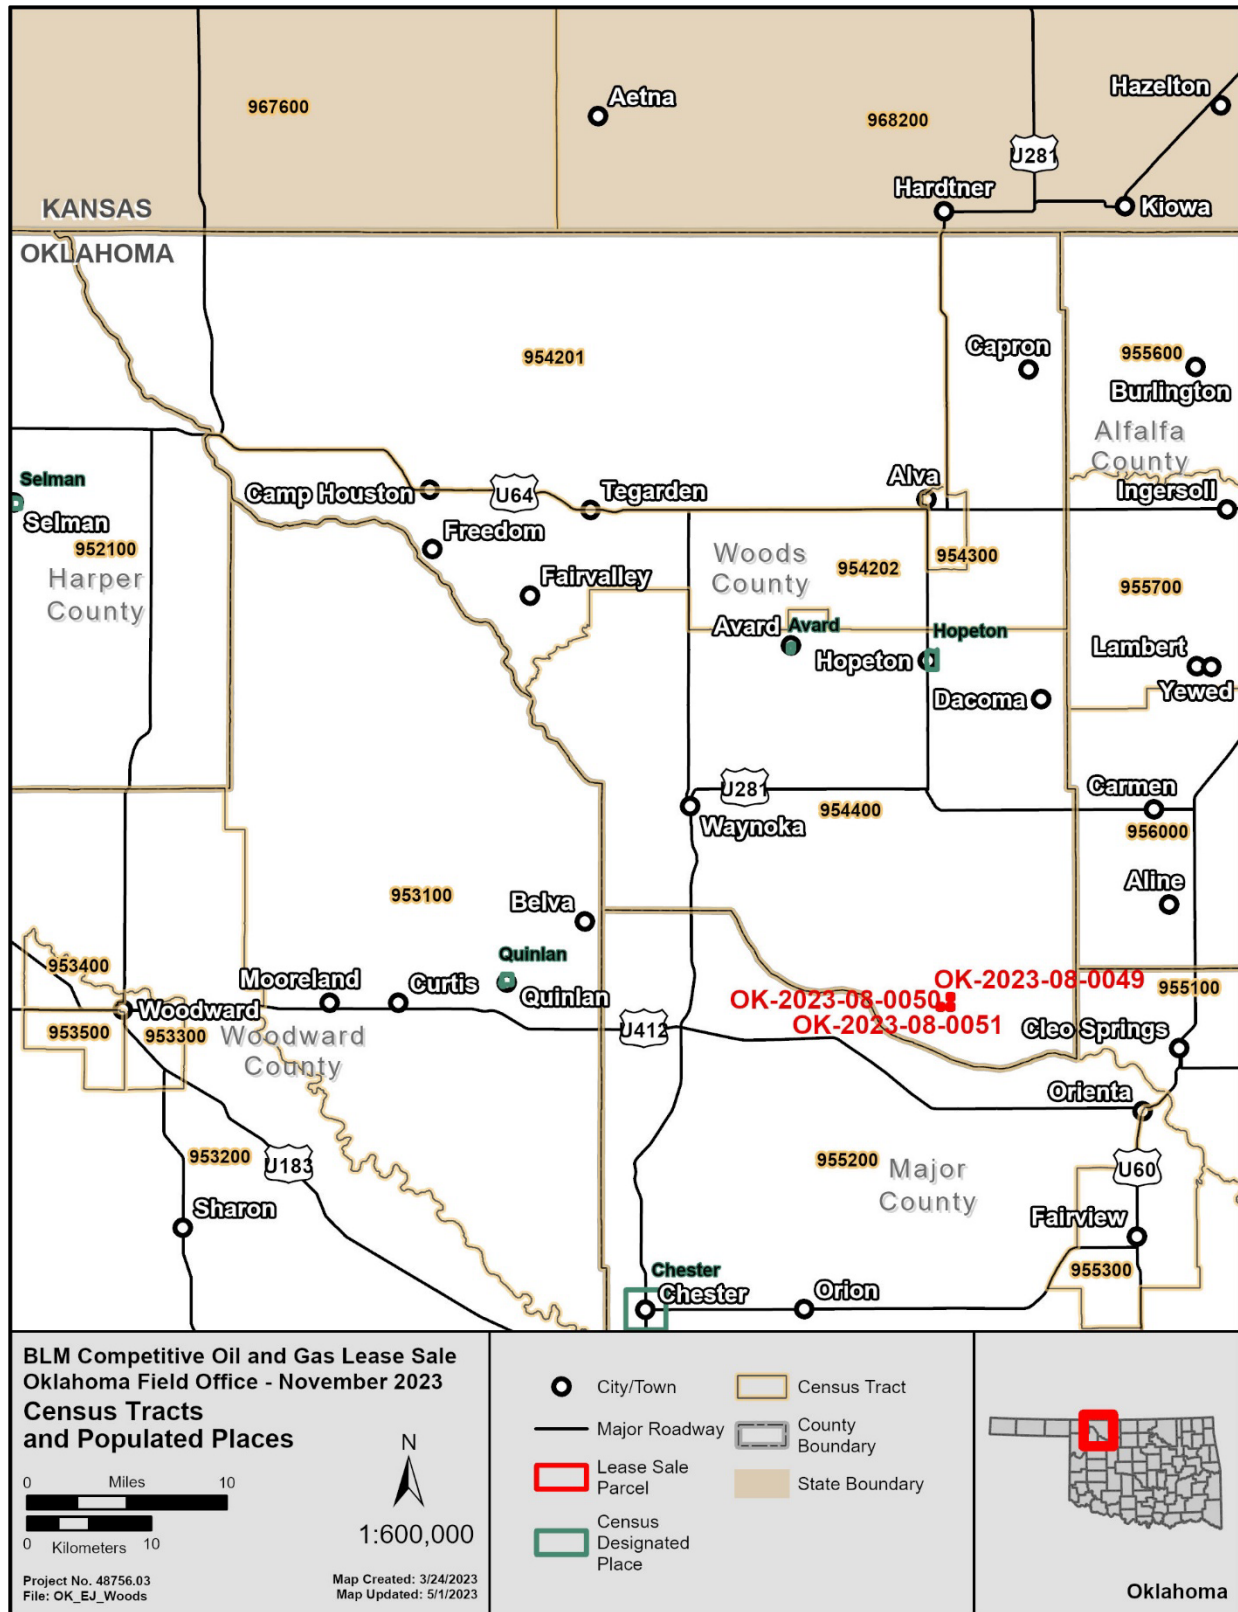 967600
Aetna
968200
Hazelton
U281
Hardtner
Kiowa
KANSAS
OKLAHOMA
954201
Capron
955600
Burlington
Alfalfa
County
Selman
Selman
952100
Harper
County
Camp Houston
U64
Tegarden
Alva
Ingersoll
Freedom
Woods
County
954202
954300
Fairvalley
955700
Avard
Avard
Hopeton
Hopeton
Lambert
Yewed
Dacoma
U281
Waynoka
954400
Carmen
956000
Aline
953100
Belva
953400
Mooreland
Curtis
Quinlan
Quinlan
OK-2023-08-0049
OK-2023-08-0050
OK-2023-08-0051
955100
Woodward
953500
953300
Woodward
County
U412
Cleo Springs
Orienta
953200
U183
955200
Major
County
U60
Sharon
Fairview
955300
Chester
Chester
Orion
BLM Competitive Oil and Gas Lease Sale
Oklahoma Field Office - November 2023
Census Tracts
and Populated Places
0 Miles 10
0 Kilometers 10
N
1:600,000
Project No. 48756.03
File: OK_EJ_Woods
Map Created: 3/24/2023
Map Updated: 5/1/2023
City/Town
Major Roadway
Lease Sale
Parcel
Census
Designated
Place
Census Tract
County
Boundary
State Boundary
Oklahoma